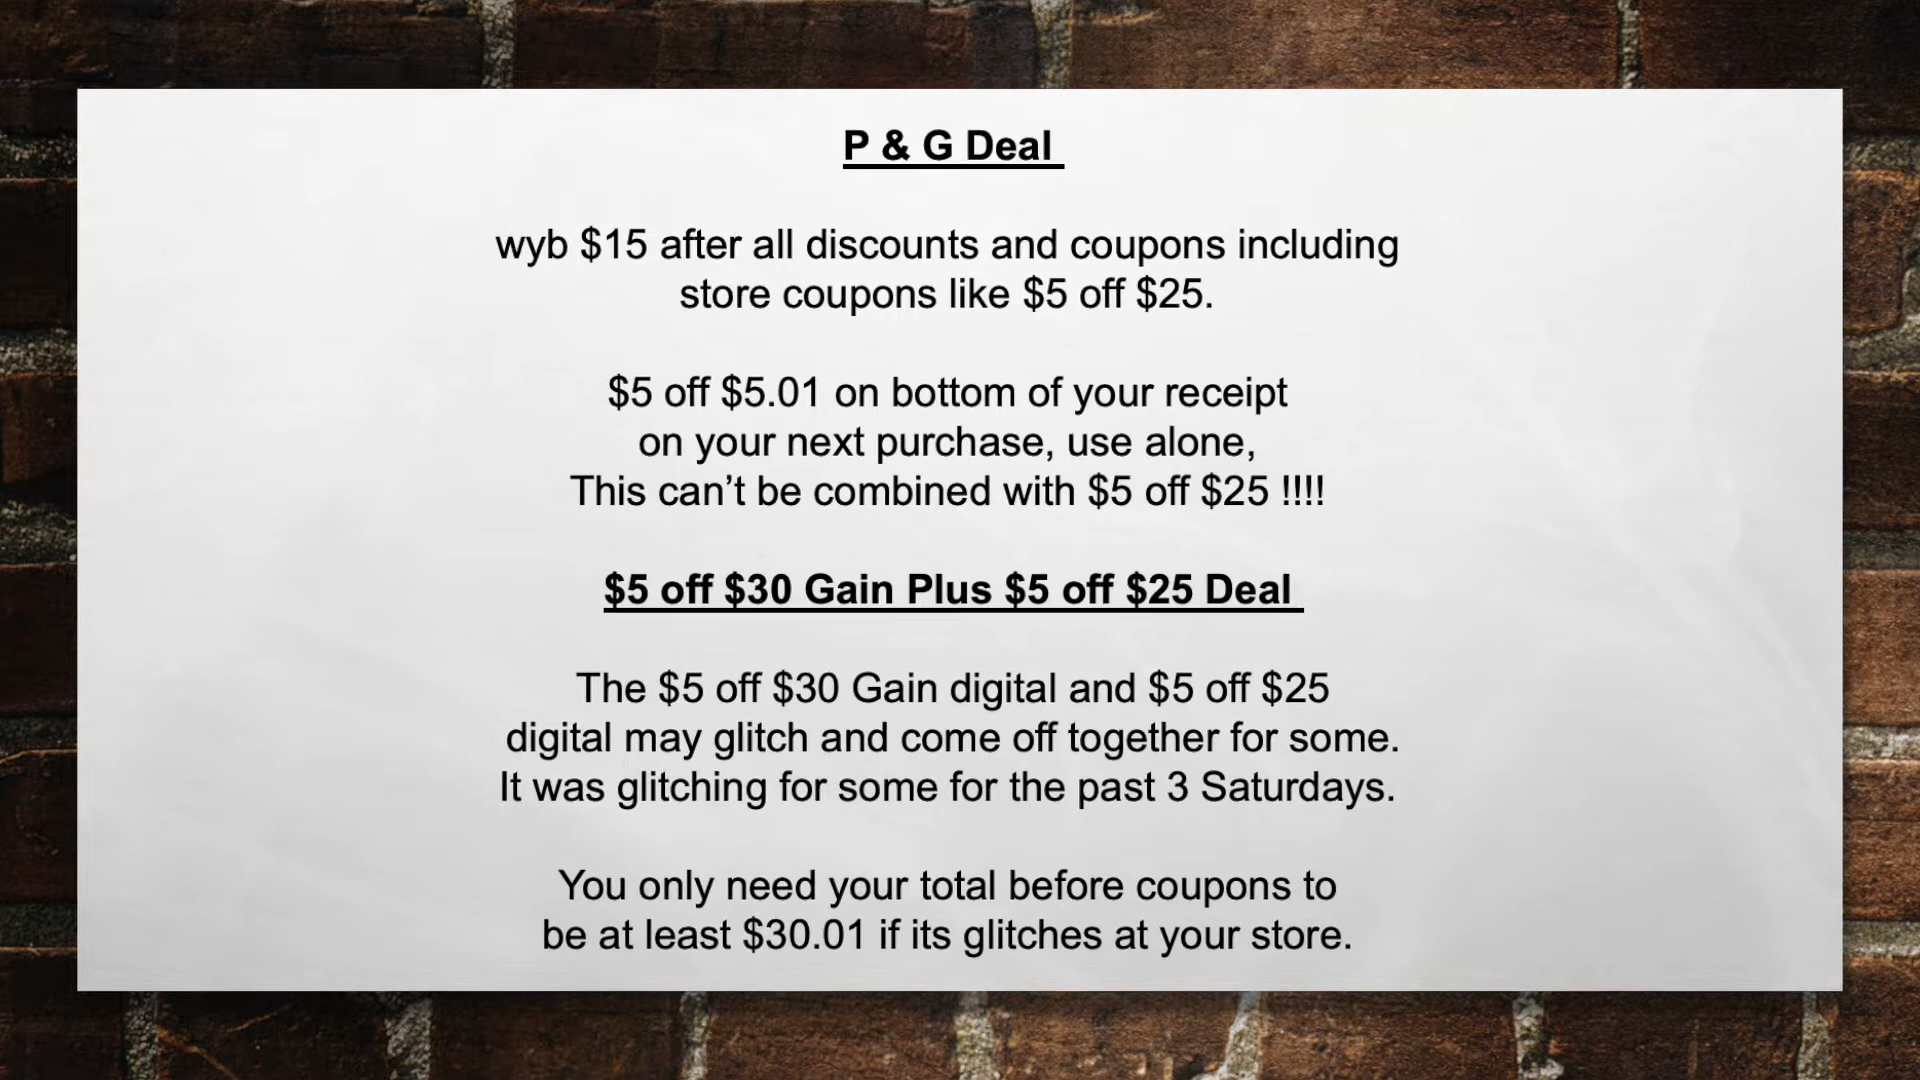 P & G Deal
wyb $15 after all discounts and coupons including
store coupons like $5 off $25.
$5 off $5.01 on bottom of your receipt
on your next purchase, use alone,
This can’t be combined with $5 off $25 !!!!
$5 off $30 Gain Plus $5 off $25 Deal
The $5 off $30 Gain digital and $5 off $25
digital may glitch and come off together for some.
It was glitching for some for the past 3 Saturdays.
You only need your total before coupons to
be at least $30.01 if its glitches at your store.